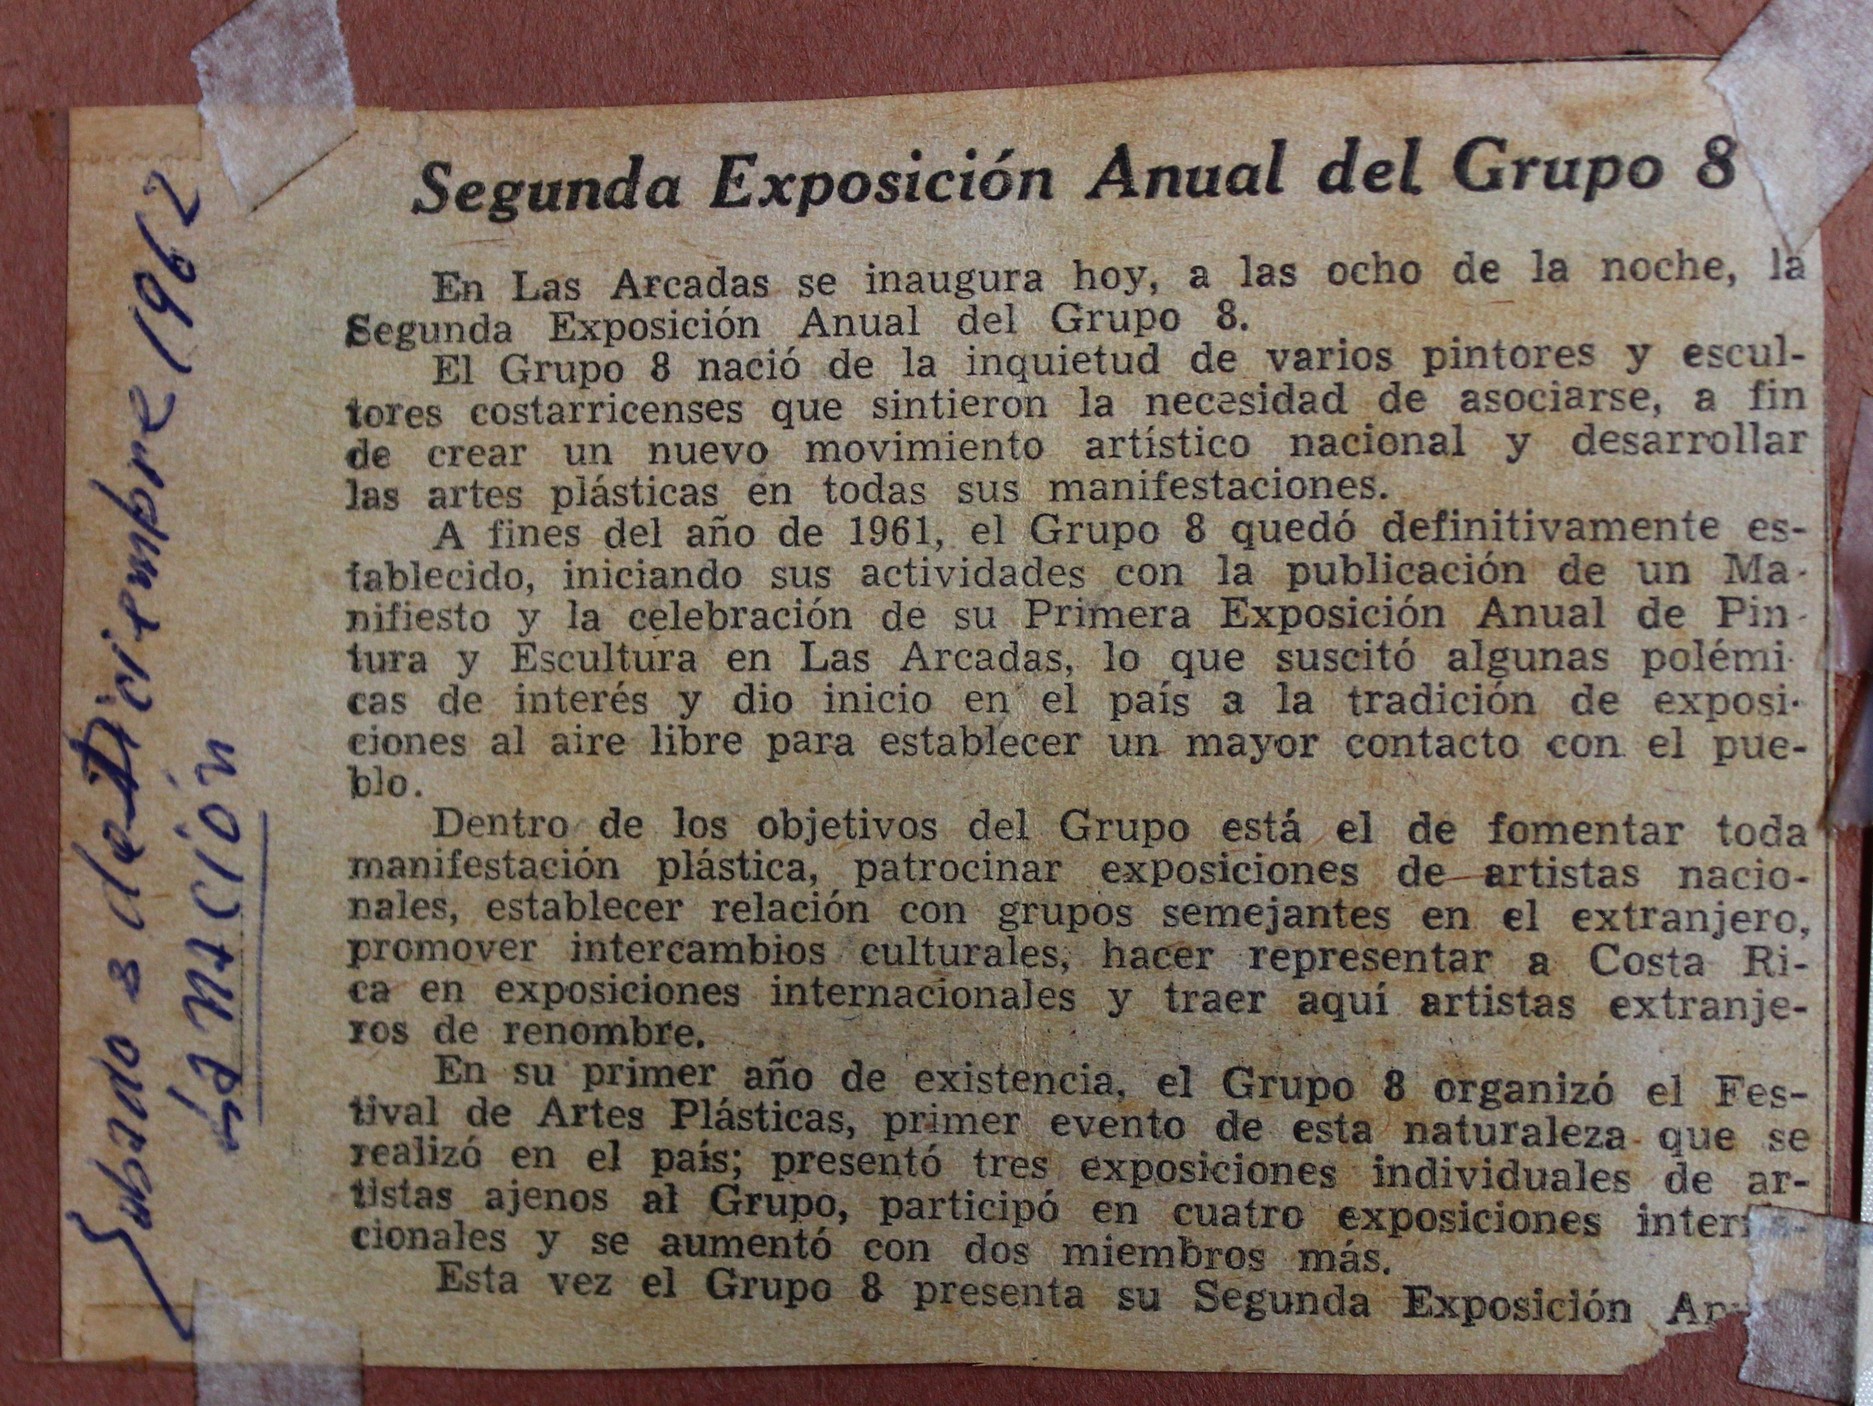 Segunda Exposición Anual del Grupo 8
En Las Arcadas se inaugura hoy, a las ocho de la noche, la
Segunda Exposición Anual del Grupo 8.
El Grupo 8 nació de la inquietud de varios pintores y escul-
tores costarricenses que sintieron la necesidad de asociarse, a fin
de crear un nuevo movimiento artístico nacional y desarrollar
las artes plásticas en todas sus manifestaciones.
A fines del año de 1961, el Grupo 8 quedó definitivamente es-
tablecido, iniciando sus actividades con la publicación de un Ma-
nifiesto y la celebración de su Primera Exposición Anual de Pin-
tura y Escultura en Las Arcadas, lo que suscitó algunas polémi-
cas de interés y dio inicio en el país a la tradición de exposi-
ciones al aire libre para establecer un mayor contacto con el pue-
blo.
Dentro de los objetivos del Grupo está el de fomentar toda
manifestación plástica, patrocinar exposiciones de artistas nacio-
nales, establecer relación con grupos semejantes en el extranjero,
promover intercambios culturales, hacer representar a Costa Ri-
ca en exposiciones internacionales y traer aquí artistas extranje-
ros de renombre.
En su primer año de existencia, el Grupo 8 organizó el Fes-
tival de Artes Plásticas, primer evento de esta naturaleza que se
realizó en el país; presentó tres exposiciones individuales de ar-
tistas ajenos al Grupo, participó en cuatro exposiciones interna-
cionales y se aumentó con dos miembros más.
Esta vez el Grupo 8 presenta su Segunda Exposición
Sabado 8 de Diciembre 1962
La Nación